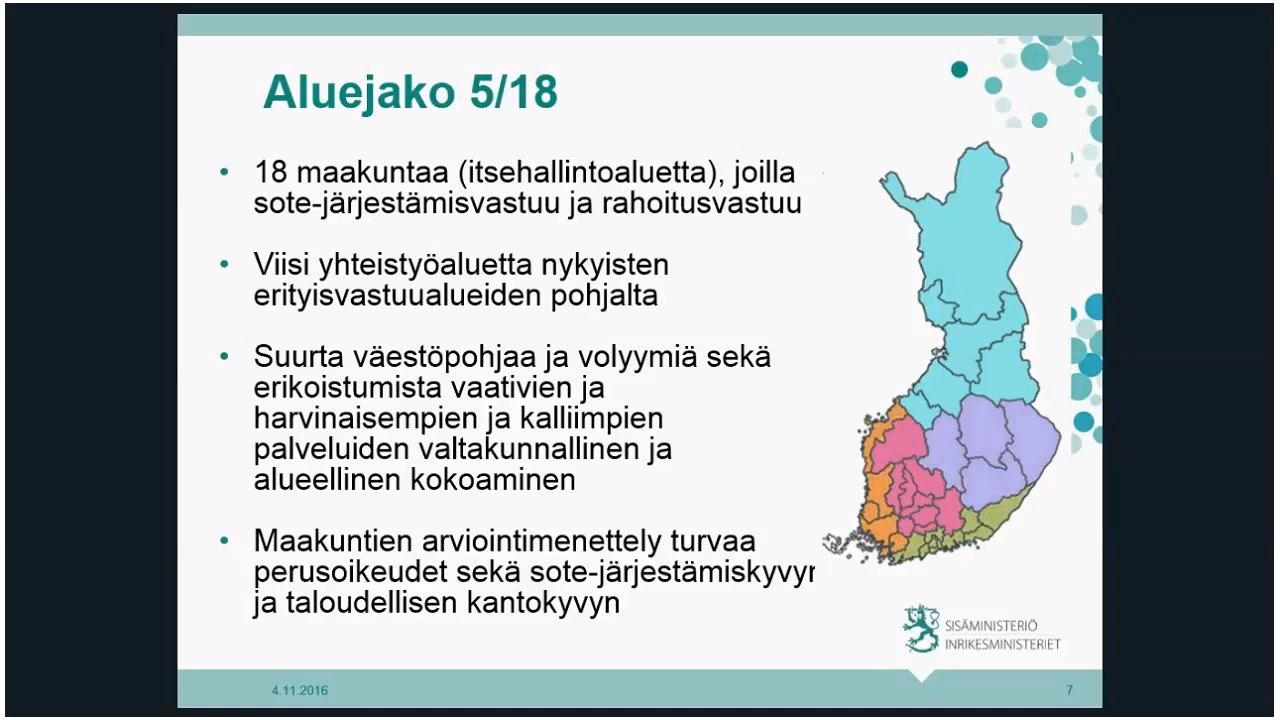 Aluejako 5/18
• 18 maakuntaa (itsehallintoaluetta), joilla
sote-järjestämisvastuu ja rahoitusvastuu
• Viisi yhteistyöaluetta nykyisten
erityisvastuualueiden pohjalta
• Suurta väestöpohjaa ja volyymiä sekä
erikoistumista vaativien ja
harvinaisempien ja kalliimpien
palveluiden valtakunnallinen ja
alueellinen kokoaminen
• Maakuntien arviointimenettely turvaa
perusoikeudet sekä sote-järjestämiskyvyn
ja taloudellisen kantokyvyn
SISÄMINISTERIÖ
INRIKESMINISTERIET
4.11.2016
7